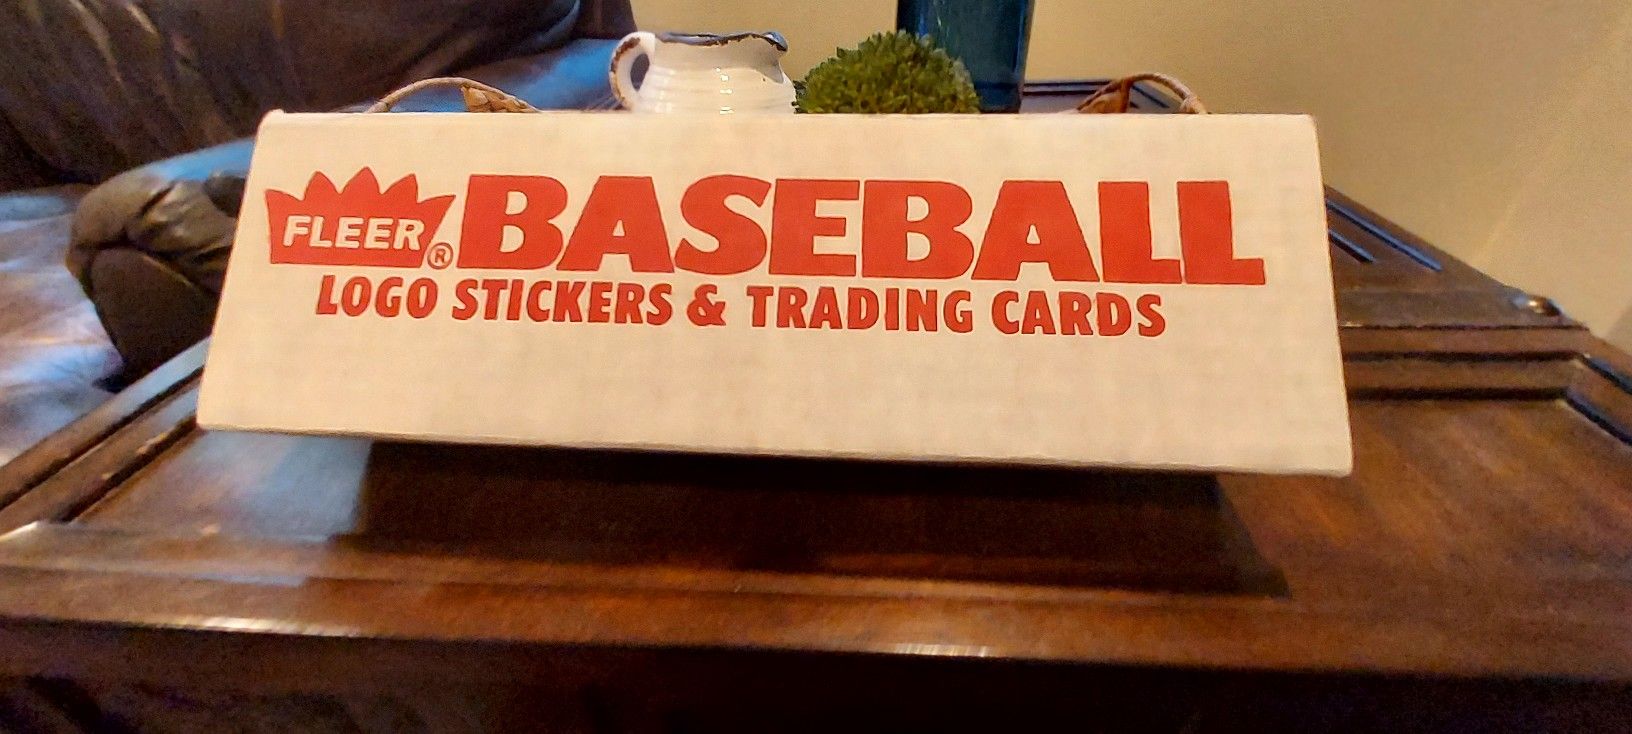 FLEER® BASEBALL
LOGO STICKERS & TRADING CARDS